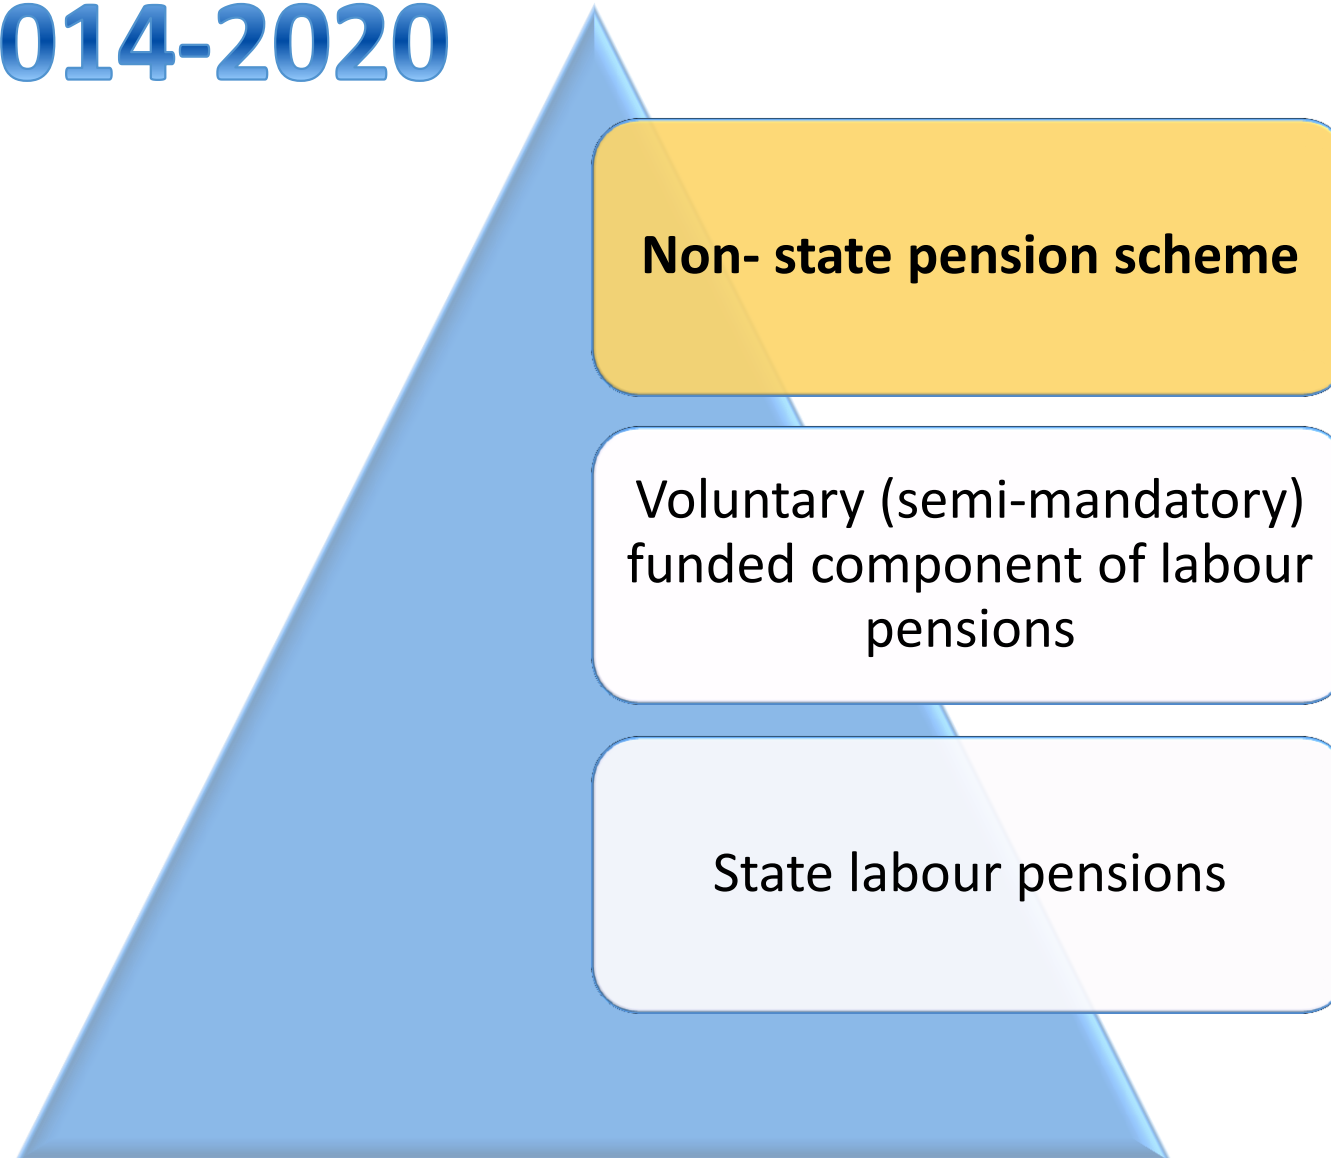 014-2020
Non- state pension scheme
Voluntary (semi-mandatory)
funded component of labour
pensions
State labour pensions